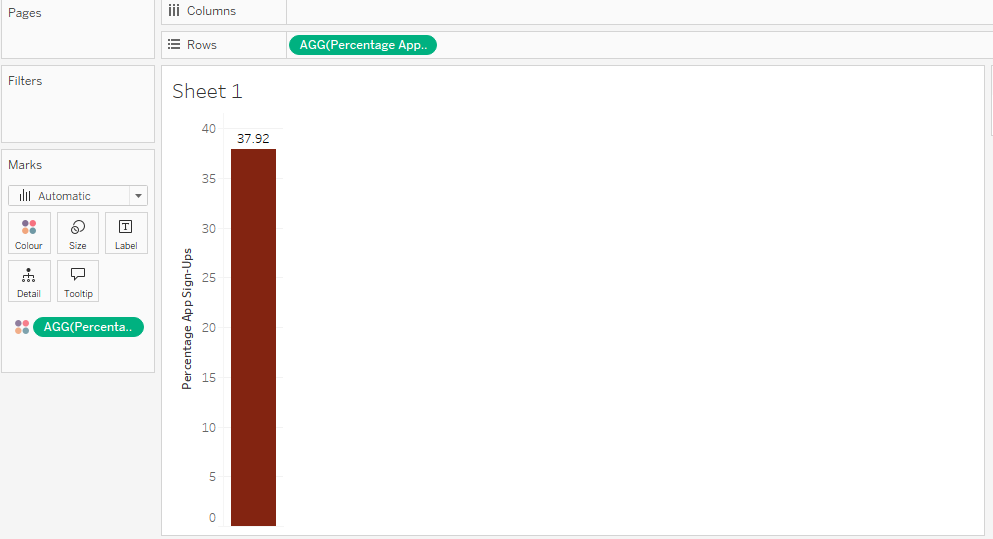 Pages
Columns
Rows
AGG(Percentage App..
Filters
Sheet 1
Marks
Automatic
Colour
Size
Label
Detail
Tooltip
AGG(Percenta..
Percentage App Sign-Ups
40
35
30
25
20
15
10
5
0
37.92